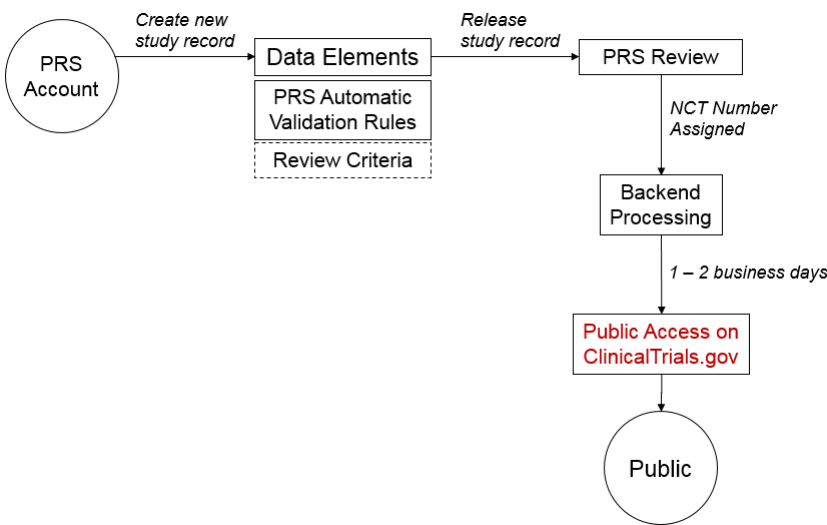 PRS
Account
Create new
study record
Data Elements
PRS Automatic
Validation Rules
Review Criteria
Release
study record
PRS Review
NCT Number
Assigned
Backend
Processing
1 – 2 business days
Public Access on
ClinicalTrials.gov
Public